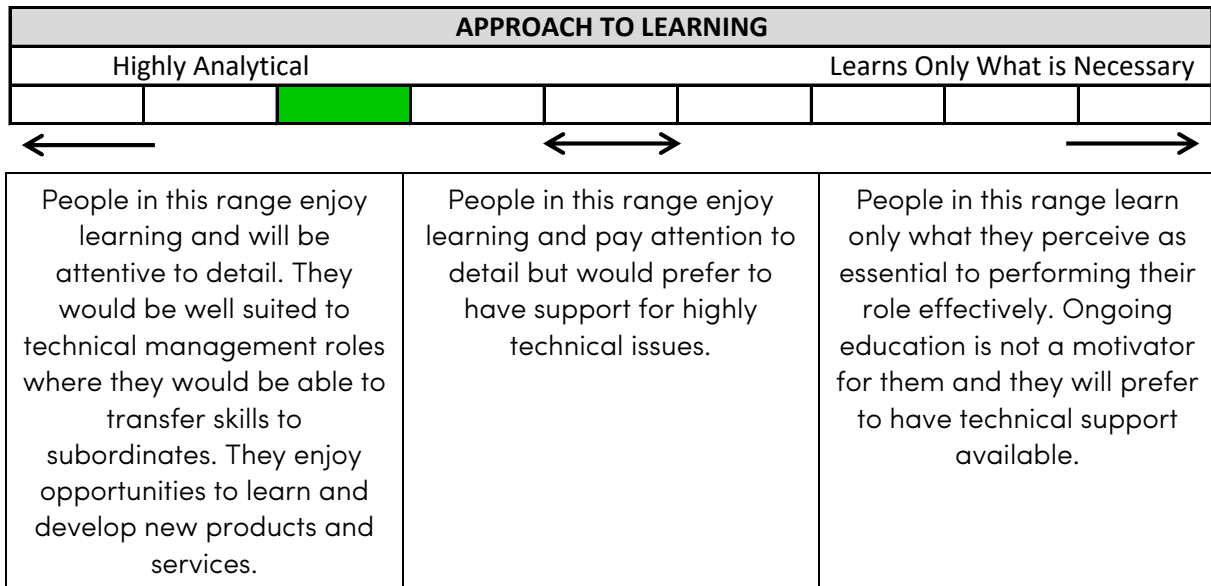 APPROACH TO LEARNING
Highly Analytical
Learns Only What is Necessary
People in this range enjoy
learning and will be
attentive to detail. They
would be well suited to
technical management roles
where they would be able to
transfer skills to
subordinates. They enjoy
opportunities to learn and
develop new products and
services.
People in this range enjoy
learning and pay attention to
detail but would prefer to
have support for highly
technical issues.
People in this range learn
only what they perceive as
essential to performing their
role effectively. Ongoing
education is not a motivator
for them and they will prefer
to have technical support
available.